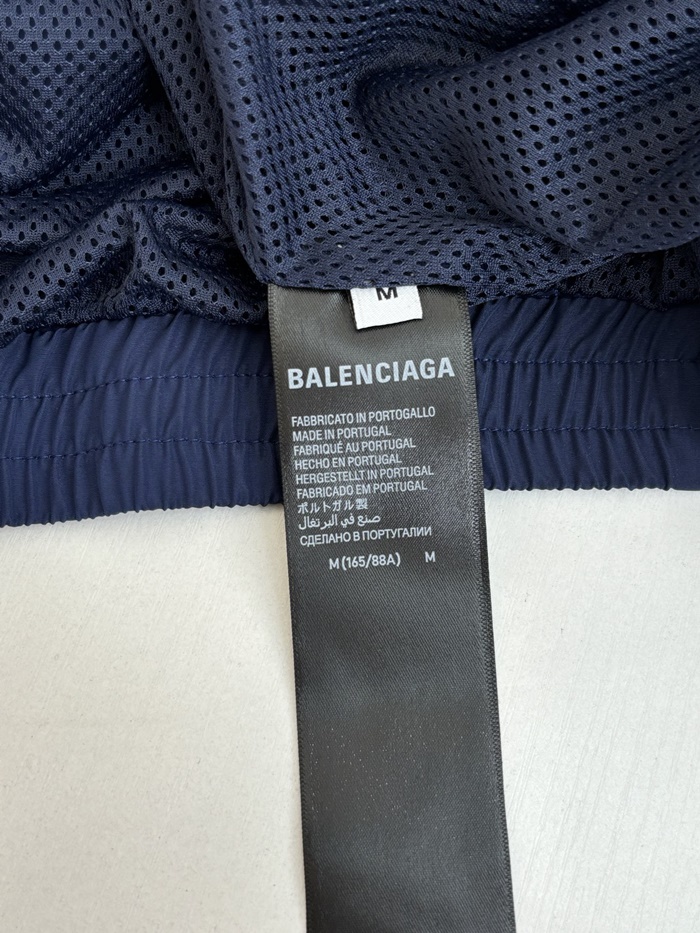 M
BALENCIAGA
FABBRICATO IN PORTOGALLO
MADE IN PORTUGAL
FABRIQUÉ AU PORTUGAL
HECHO EN PORTUGAL
HERGESTELLT IN PORTUGAL
FABRICADO EM PORTUGAL
ポルトガル製
صنع في البرتغال
СДЕЛАНО В ПОРТУГАЛИИ
M (165/88A) M